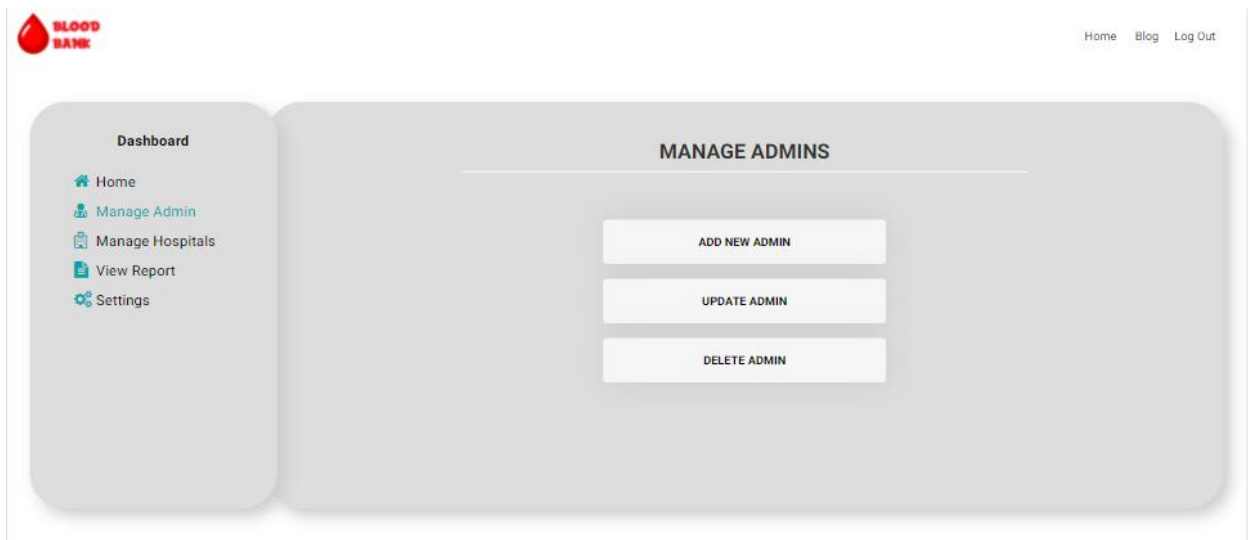 BLOOD
BANK
Home Blog Log Out
Dashboard
Home
Manage Admin
Manage Hospitals
View Report
Settings
MANAGE ADMINS
ADD NEW ADMIN
UPDATE ADMIN
DELETE ADMIN